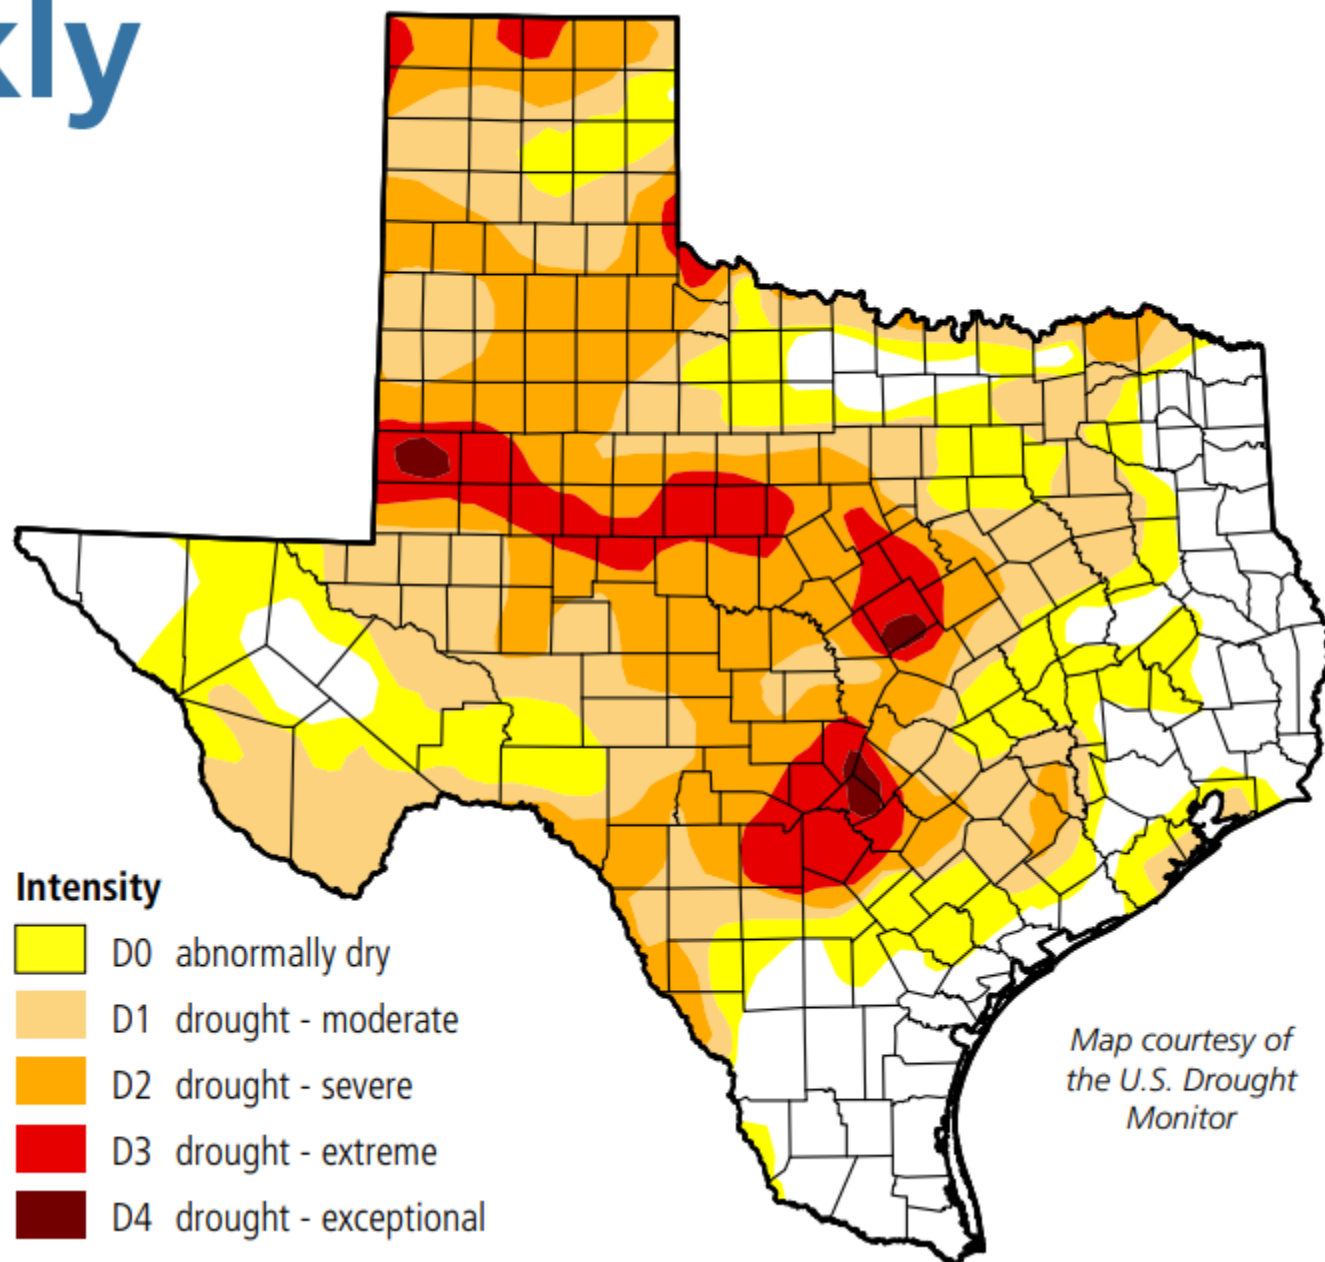 kly
Intensity
D0 abnormally dry
D1 drought - moderate
D2 drought - severe
D3 drought - extreme
D4 drought - exceptional
Map courtesy of
the U.S. Drought
Monitor